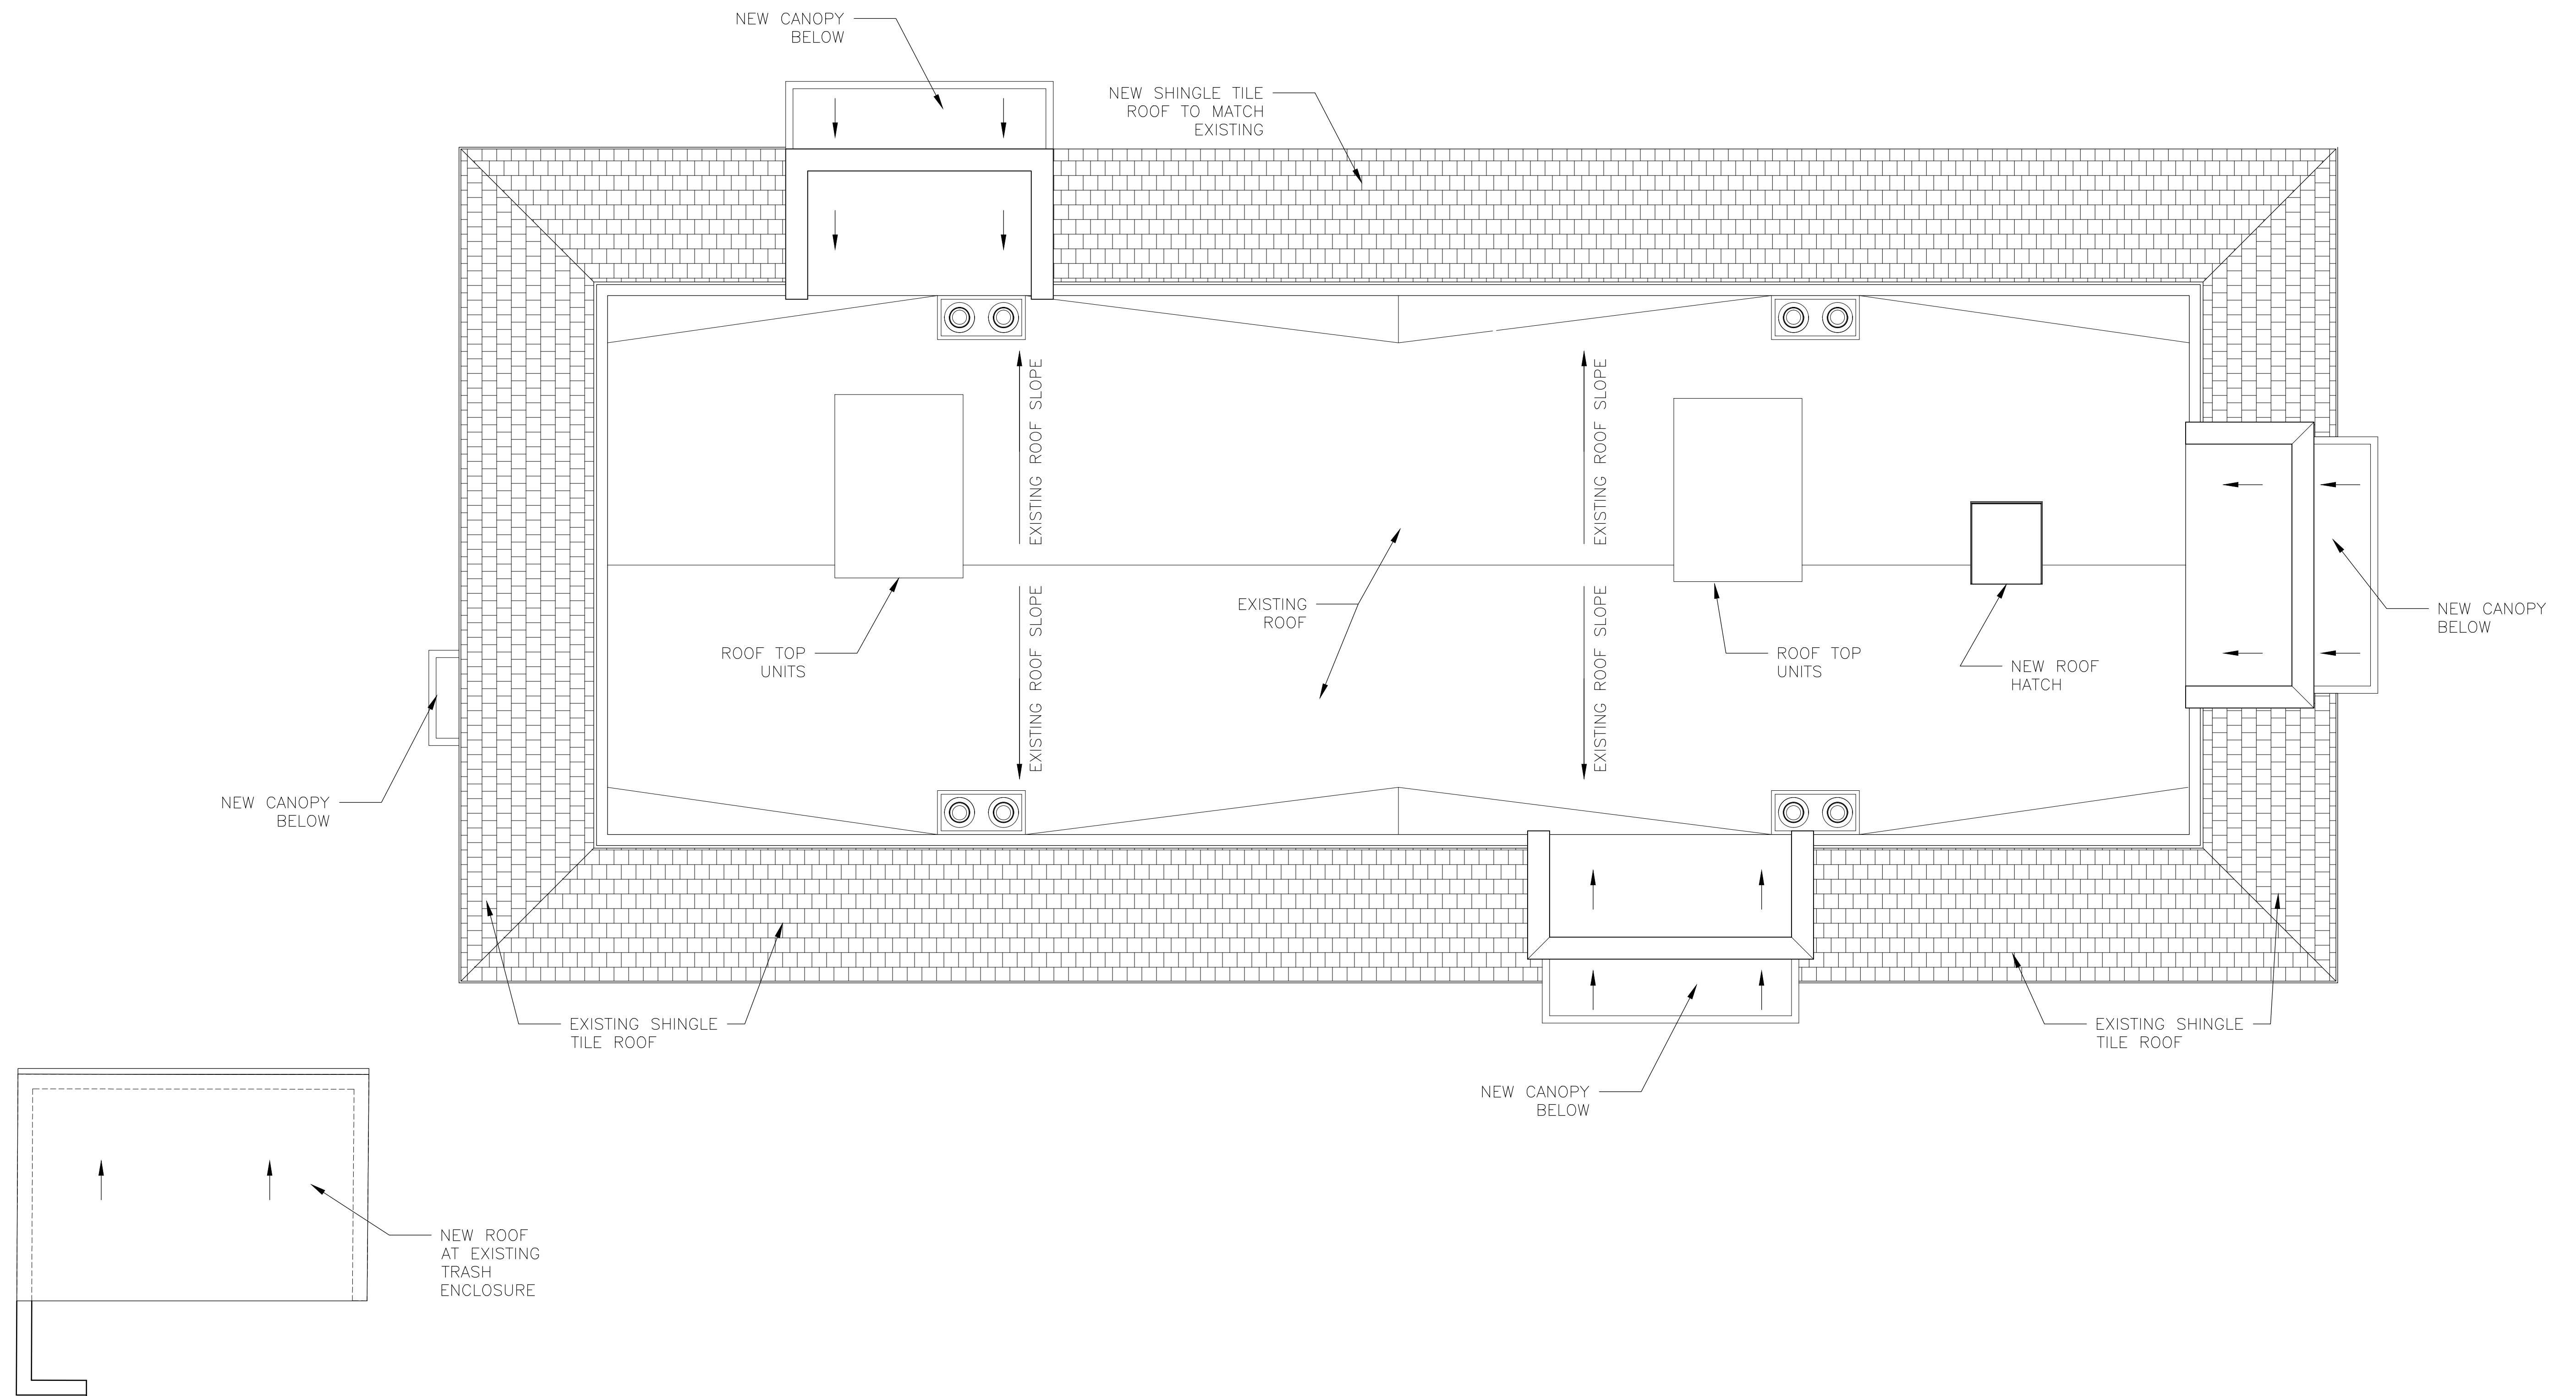 NEW CANOPY
BELOW
NEW SHINGLE TILE
ROOF TO MATCH
EXISTING
EXISTING ROOF SLOPE
EXISTING ROOF SLOPE
EXISTING
ROOF
NEW CANOPY
BELOW
ROOF TOP
UNITS
ROOF TOP
UNITS
NEW ROOF
HATCH
EXISTING ROOF SLOPE
EXISTING ROOF SLOPE
NEW CANOPY
BELOW
EXISTING SHINGLE
TILE ROOF
EXISTING SHINGLE
TILE ROOF
NEW CANOPY
BELOW
NEW ROOF
AT EXISTING
TRASH
ENCLOSURE